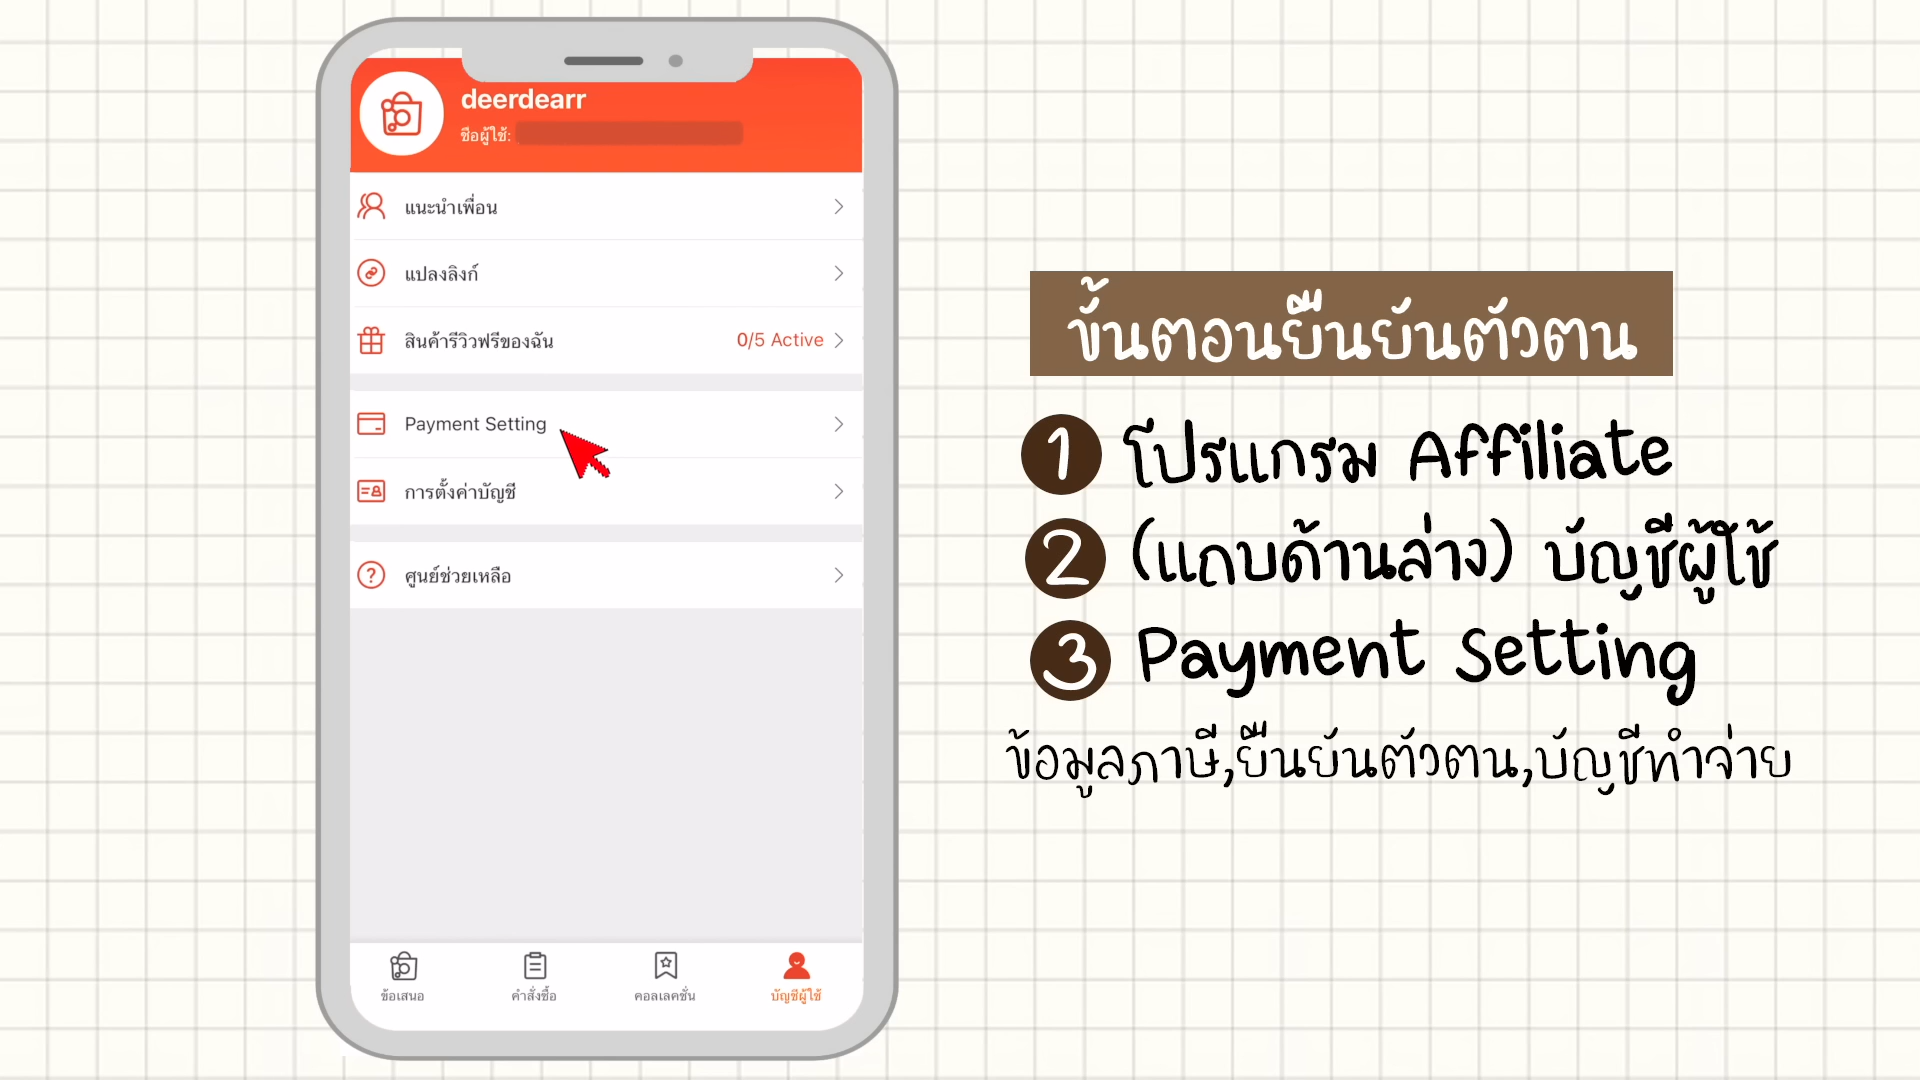 deerdearr
ชื่อผู้ใช้:
แนะนำเพื่อน
แปลงลิงก์
สินค้ารีวิวฟรีของฉัน 0/5 Active
Payment Setting
การตั้งค่าบัญชี
ศูนย์ช่วยเหลือ
ข้อเสนอ คำสั่งซื้อ คอลเลคชั่น บัญชีผู้ใช้
ขั้นตอนยืนยันตัวตน
1 โปรแกรม Affiliate
2 (แถบด้านล่าง) บัญชีผู้ใช้
3 Payment Setting
ข้อมูลภาษี,ยืนยันตัวตน,บัญชีทำจ่าย